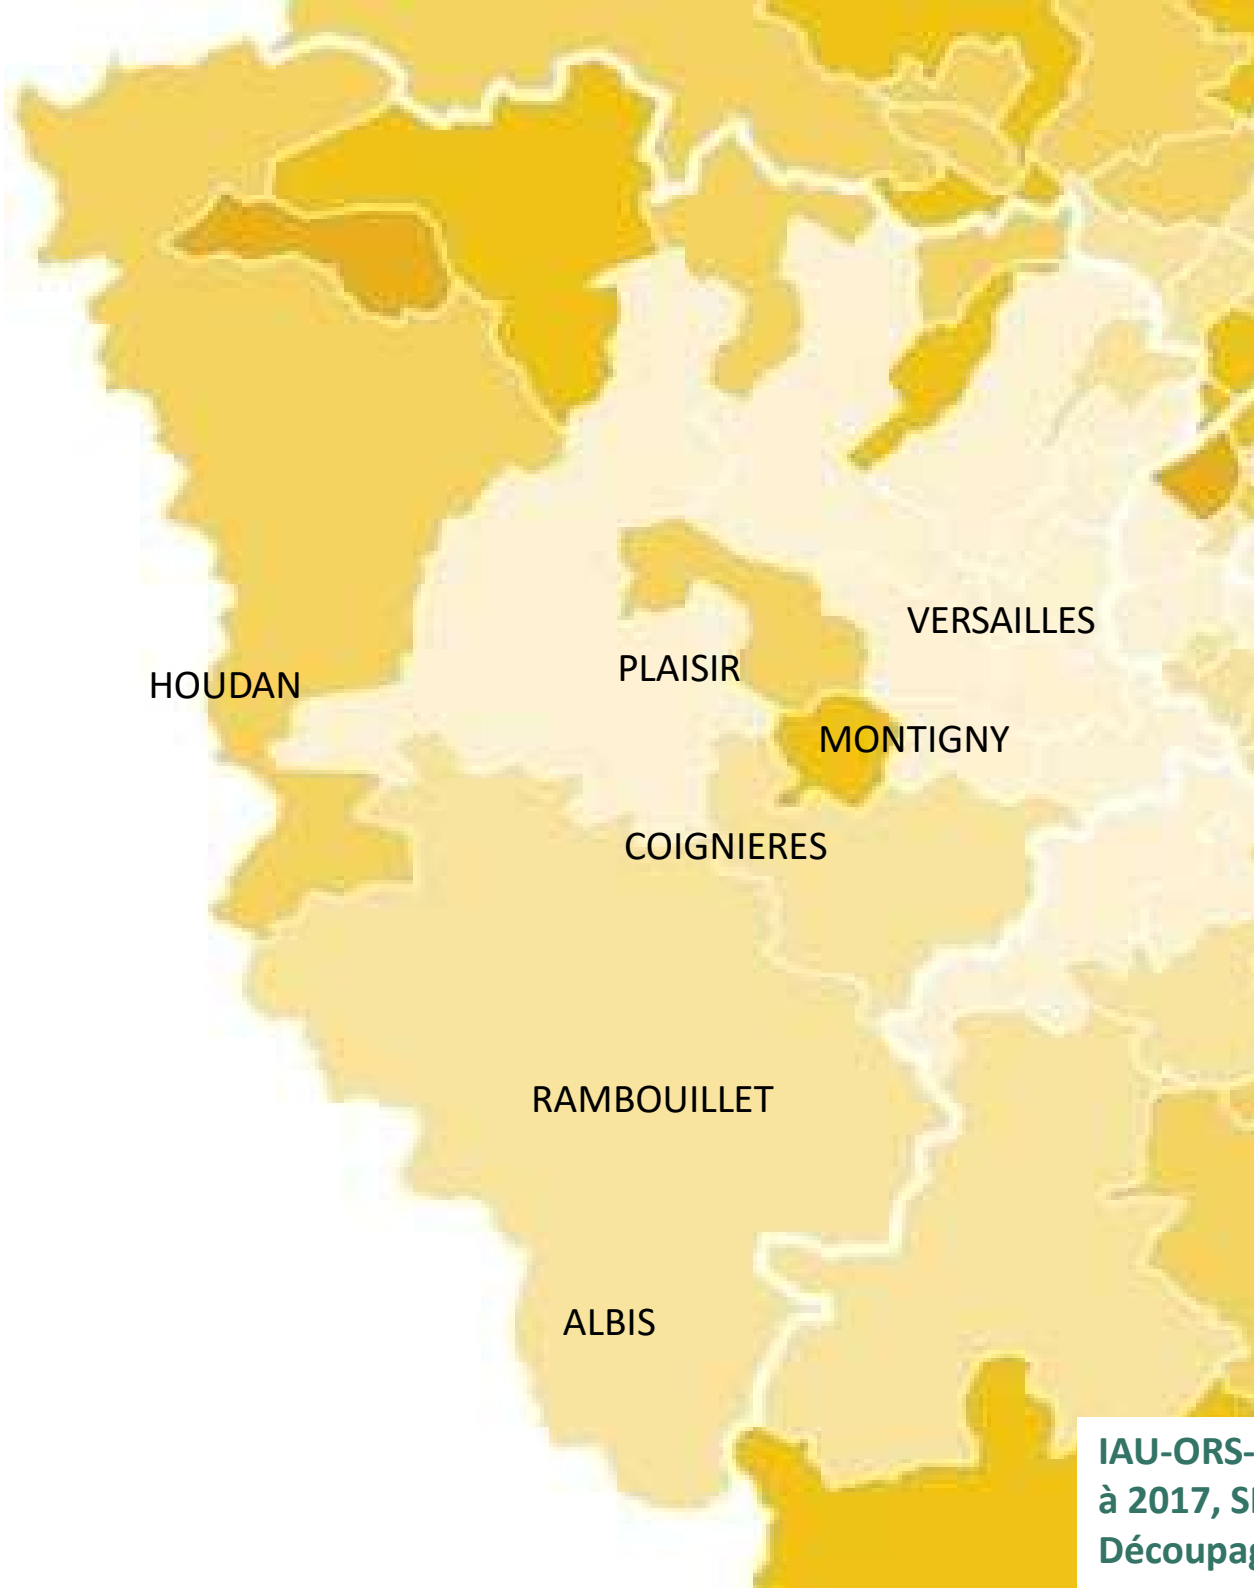 VERSAILLES
PLAISIR
HOUDAN
MONTIGNY
COIGNIERES
RAMBOUILLET
ALBIS
IAU-ORS-
à 2017,
Découpag